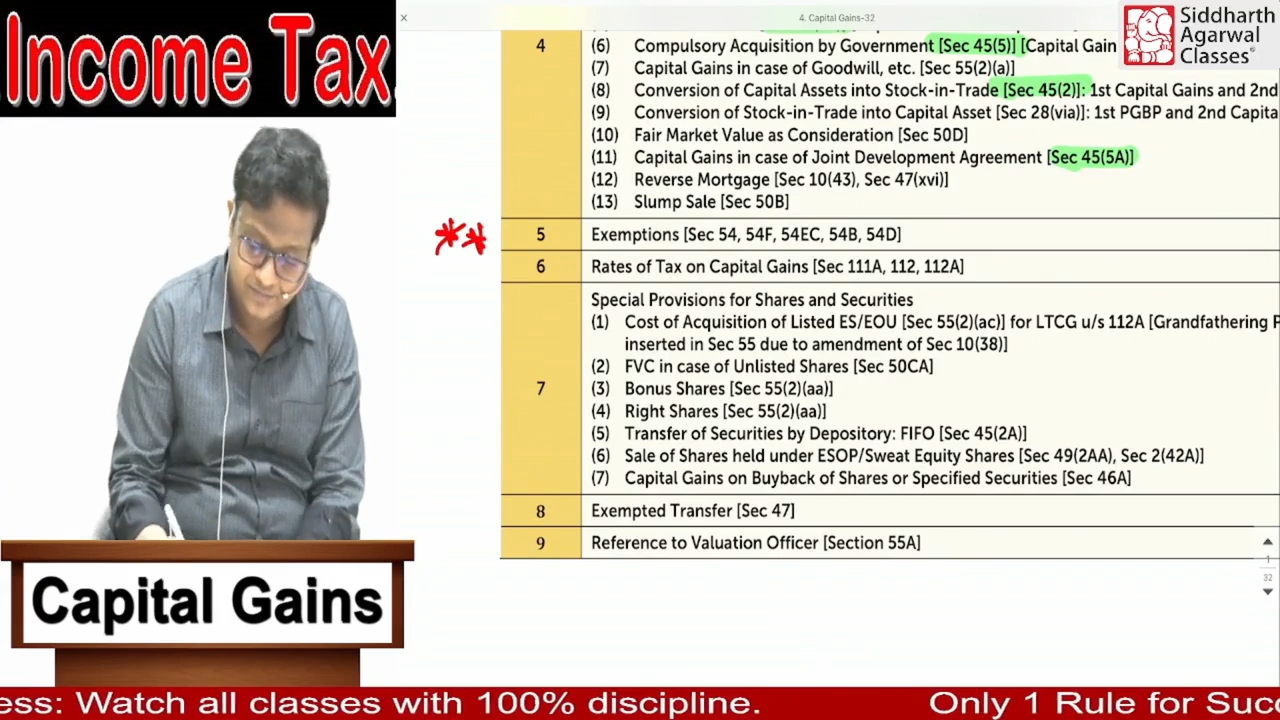 Income Tax
4. Capital Gains-32
Siddharth
Agarwal
Classes
4
(6) Compulsory Acquisition by Government [Sec 45(5)] [Capital Gain
(7) Capital Gains in case of Goodwill, etc. [Sec 55(2)(a)]
(8) Conversion of Capital Assets into Stock-in-Trade [Sec 45(2)]: 1st Capital Gains and 2nd
(9) Conversion of Stock-in-Trade into Capital Asset [Sec 28(via)]: 1st PGBP and 2nd Capita
(10) Fair Market Value as Consideration [Sec 50D]
(11) Capital Gains in case of Joint Development Agreement [Sec 45(5A)]
(12) Reverse Mortgage [Sec 10(43), Sec 47(xvi)]
(13) Slump Sale [Sec 50B]
** 5 Exemptions [Sec 54, 54F, 54EC, 54B, 54D]
6 Rates of Tax on Capital Gains [Sec 111A, 112, 112A]
7
Special Provisions for Shares and Securities
(1) Cost of Acquisition of Listed ES/EOU [Sec 55(2)(ac)] for LTCG u/s 112A [Grandfathering P
inserted in Sec 55 due to amendment of Sec 10(38)]
(2) FVC in case of Unlisted Shares [Sec 50CA]
(3) Bonus Shares [Sec 55(2)(aa)]
(4) Right Shares [Sec 55(2)(aa)]
(5) Transfer of Securities by Depository: FIFO [Sec 45(2A)]
(6) Sale of Shares held under ESOP/Sweat Equity Shares [Sec 49(2AA), Sec 2(42A)]
(7) Capital Gains on Buyback of Shares or Specified Securities [Sec 46A]
8 Exempted Transfer [Sec 47]
9 Reference to Valuation Officer [Section 55A]
1
32
Capital Gains
ess: Watch all classes with 100% discipline. Only 1 Rule for Succ